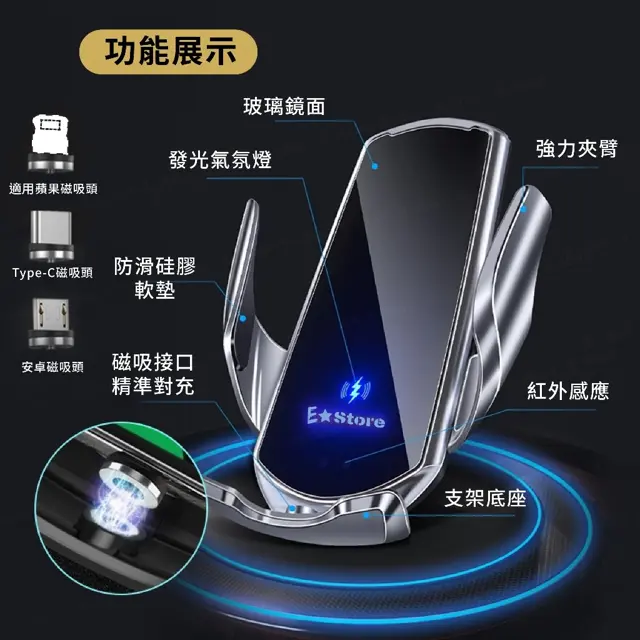 功能展示
玻璃鏡面
強力夾臂
發光氣氛燈
適用蘋果磁吸頭
Type-C磁吸頭
防滑硅膠
軟墊
安卓磁吸頭
磁吸接口
精準對充
紅外感應
E★Store
支架底座